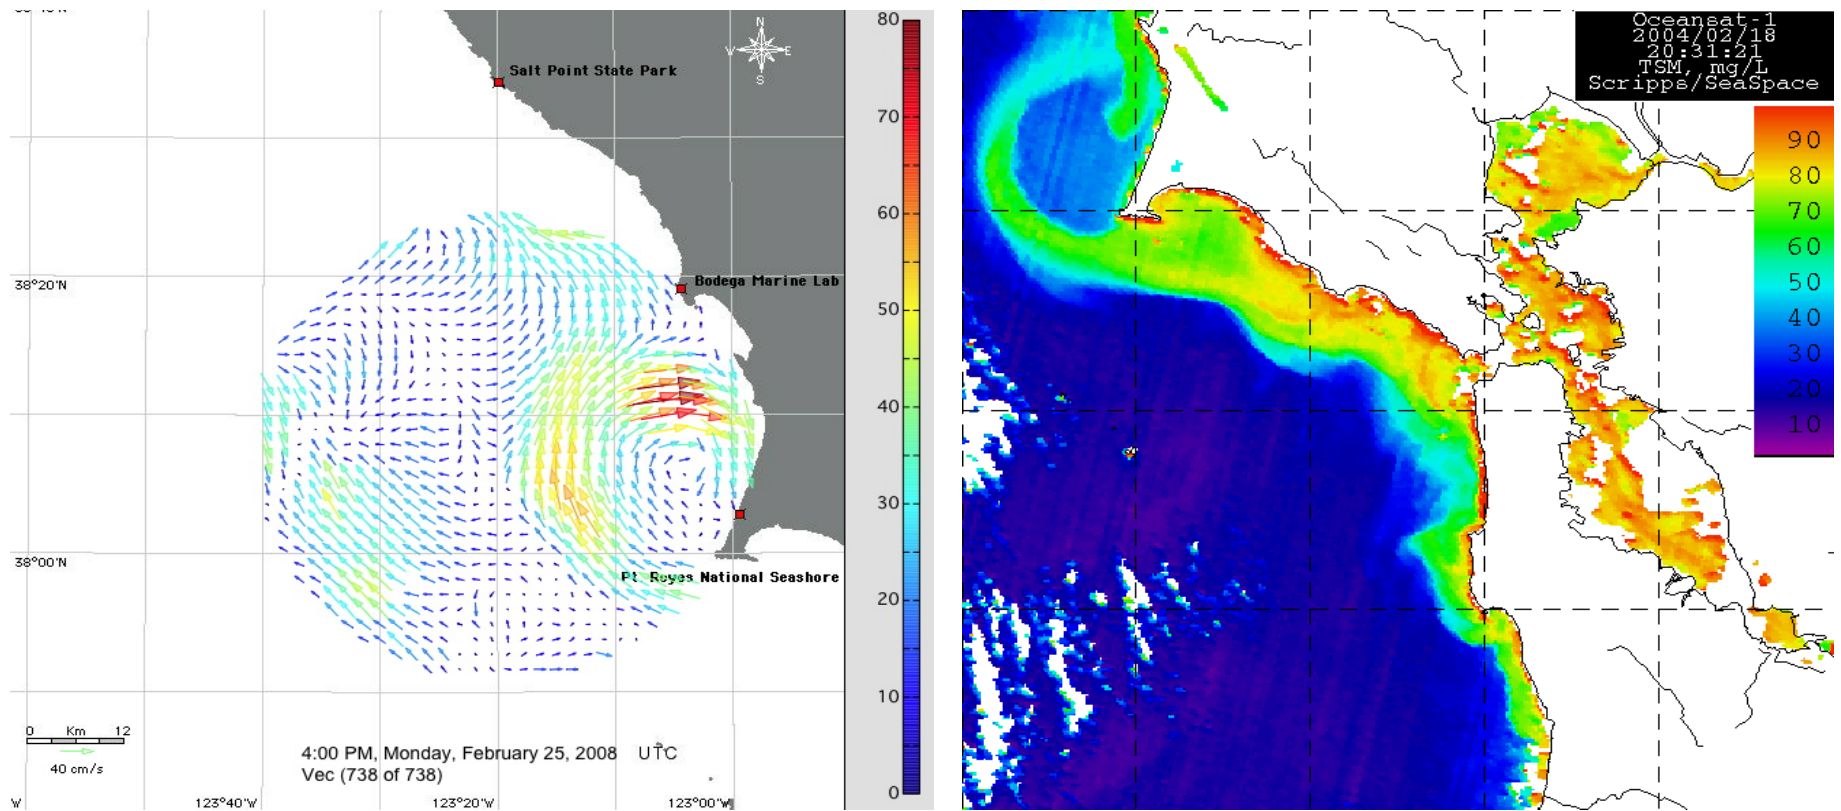 N
W E
S
Salt Point State Park
Bodega Marine Lab
38°20'N
38°00'N
Pt. Reyes National Seashore
0 Km 12
40 cm/s
4:00 PM, Monday, February 25, 2008 UTC
Vec (738 of 738)
W 123°40'W 123°20'W 123°00'W
80
70
60
50
40
30
20
10
0
Oceansat-1
2004/02/18
20:31:21
TSM, mg/L
Scripps/SeaSpace
90
80
70
60
50
40
30
20
10